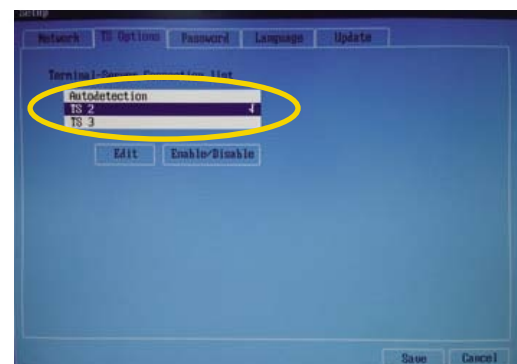 Setup
Network TS Options Password Language Update
Terminal-Server Connection list
Autodetection
TS 2 √
TS 3
Edit Enable/Disable
Save Cancel